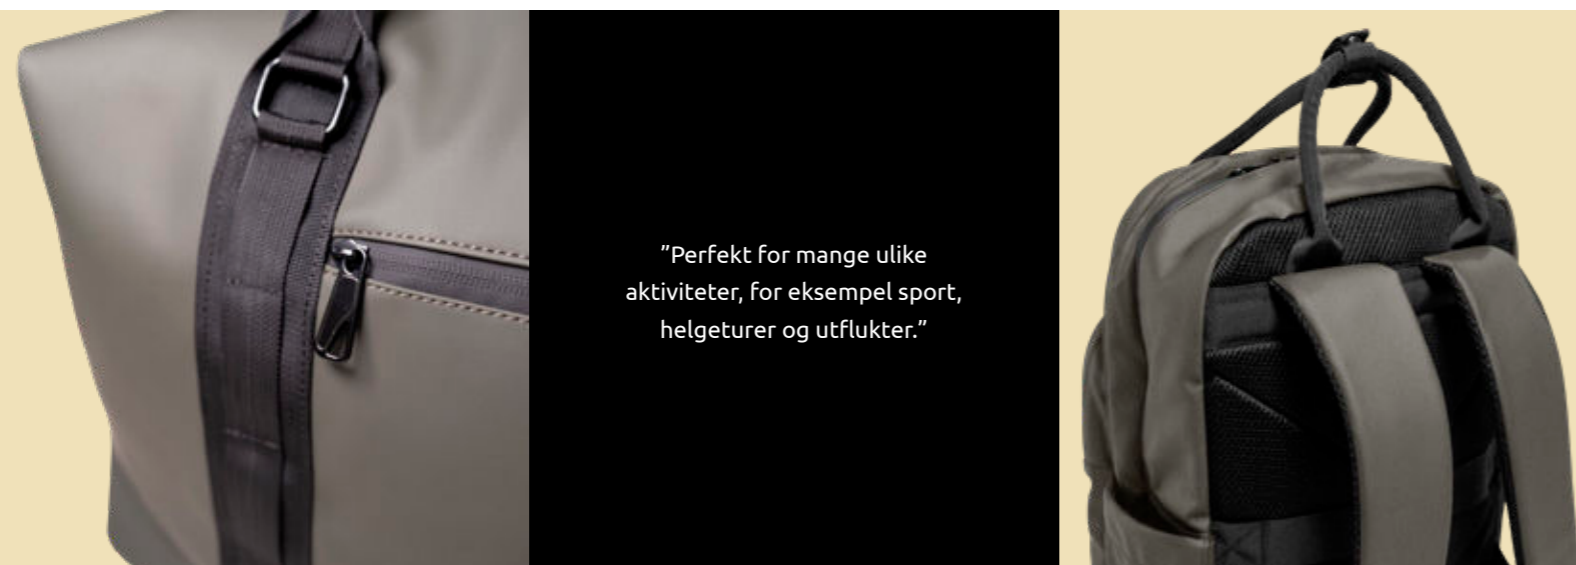 ”Perfekt for mange ulike
aktiviteter, for eksempel sport,
helgeturer og utflukter.”